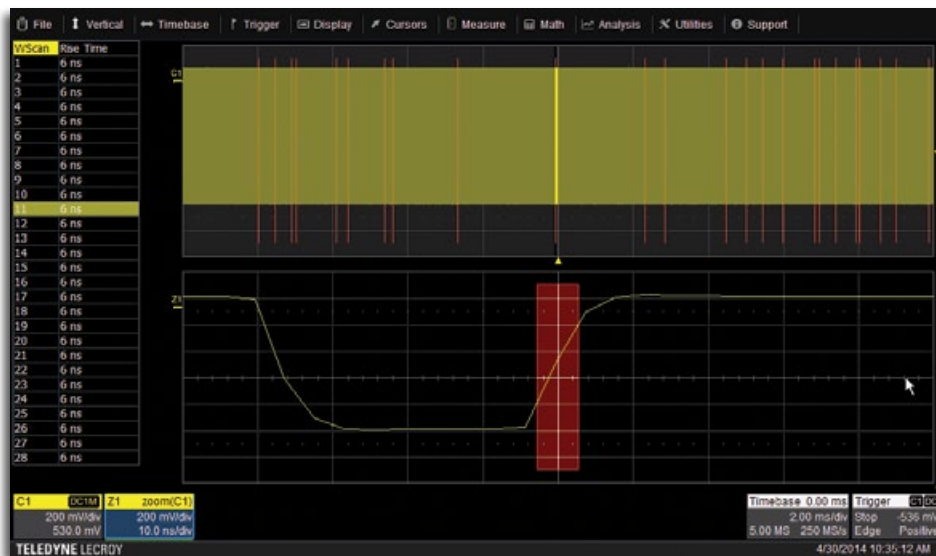 File Vertical Timebase Trigger Display Cursors Measure Math Analysis Utilities Support
WScan Rise Time
1 6 ns
2 6 ns
3 6 ns
4 6 ns
5 6 ns
6 6 ns
7 6 ns
8 6 ns
9 6 ns
10 6 ns
11 6 ns
12 6 ns
13 6 ns
14 6 ns
15 6 ns
16 6 ns
17 6 ns
18 6 ns
19 6 ns
20 6 ns
21 6 ns
22 6 ns
23 6 ns
24 6 ns
25 6 ns
26 6 ns
27 6 ns
28 6 ns
C1
Z1
C1 DC1M
200 mV/div
530.0 mV
Z1 zoom(C1)
200 mV/div
10.0 ns/div
Timebase 0.00 ms
2.00 ms/div
5.00 MS 250 MS/s
Trigger C1 DC
Stop -536 mV
Edge Positive
TELEDYNE LECROY
4/30/2014 10:35:12 AM